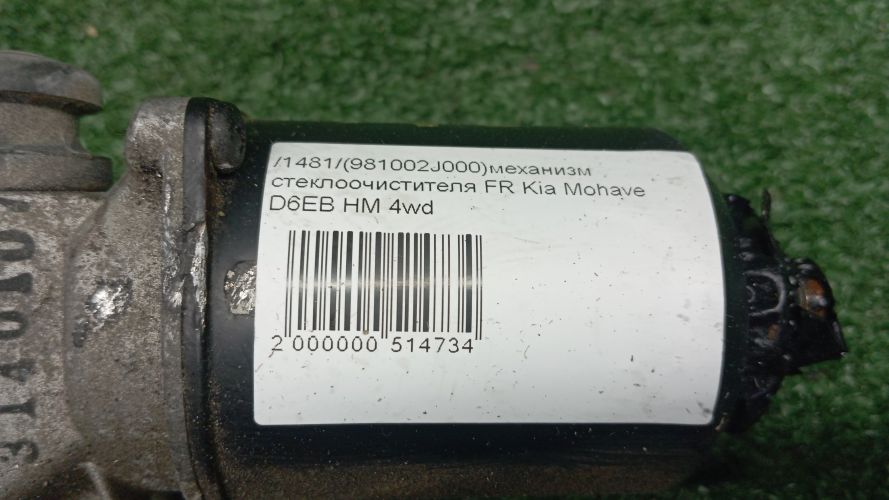 /1481/(981002J000)механизм
стеклоочистителя FR Kia Mohave
D6EB HM 4wd
2 000000 514734